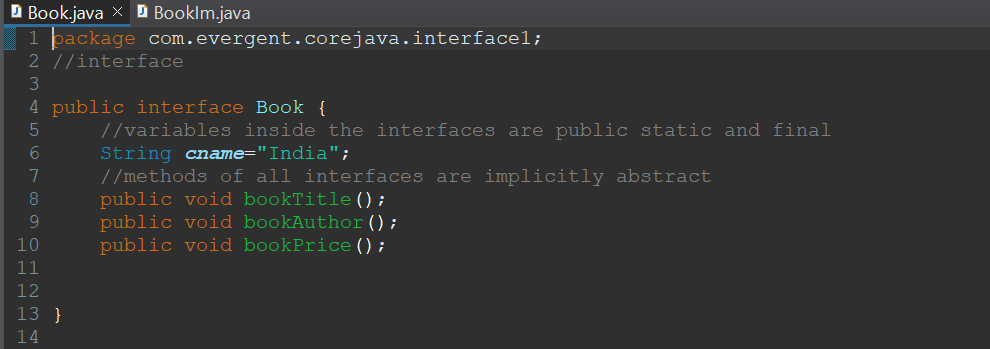 Book.java × BookIm.java
1 package com.evergent.corejava.interface1;
2 //interface
3
4 public interface Book {
5     //variables inside the interfaces are public static and final
6     String cname="India";
7     //methods of all interfaces are implicitly abstract
8     public void bookTitle();
9     public void bookAuthor();
10     public void bookPrice();
11
12
13 }
14